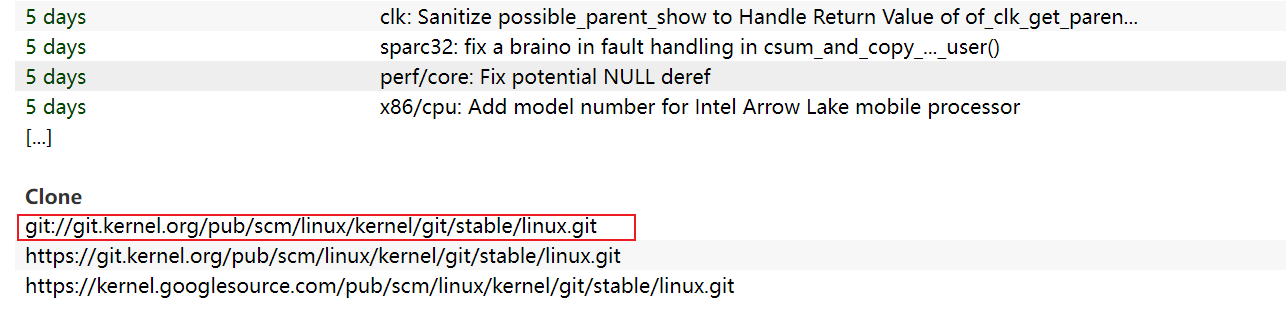 5 days clk: Sanitize possible_parent_show to Handle Return Value of of_clk_get_paren...
5 days sparc32: fix a braino in fault handling in csum_and_copy_..._user()
5 days perf/core: Fix potential NULL deref
5 days x86/cpu: Add model number for Intel Arrow Lake mobile processor
[...]
Clone
git://git.kernel.org/pub/scm/linux/kernel/git/stable/linux.git
https://git.kernel.org/pub/scm/linux/kernel/git/stable/linux.git
https://kernel.googlesource.com/pub/scm/linux/kernel/git/stable/linux.git